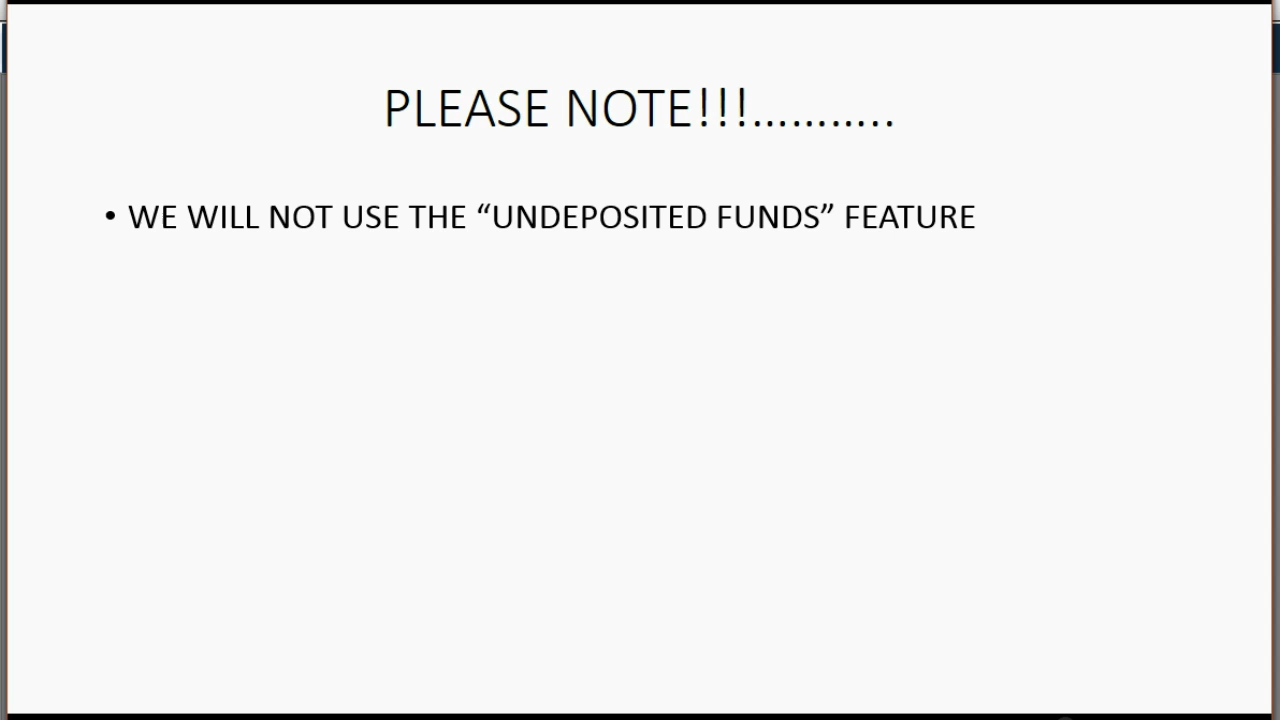 PLEASE NOTE!!!………..
• WE WILL NOT USE THE “UNDEPOSITED FUNDS” FEATURE